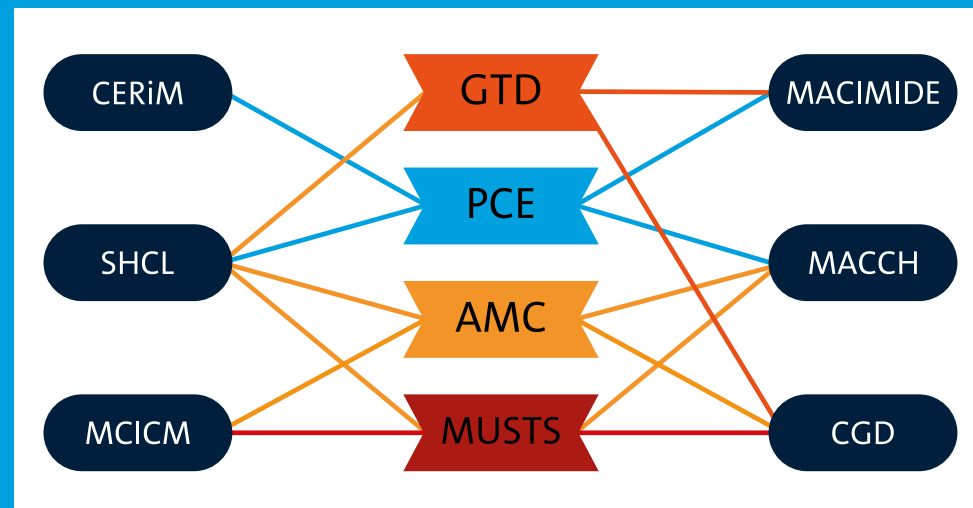 CERiM
GTD
MACIMIDE
PCE
SHCL
MACCH
AMC
MCICM
MUSTS
CGD